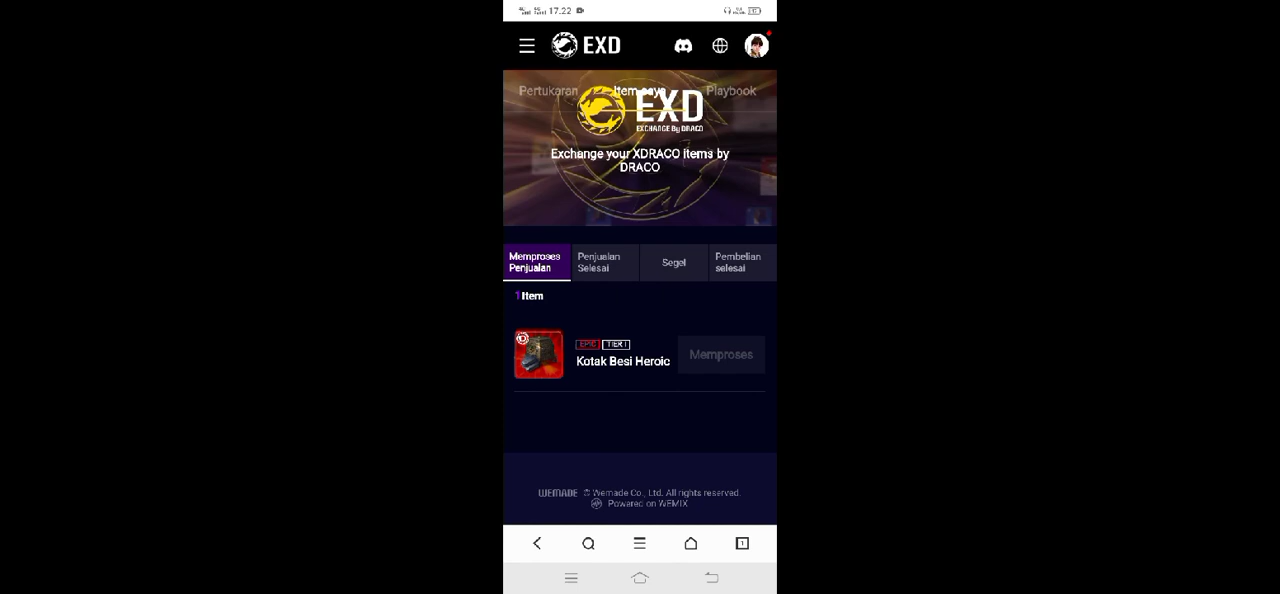 17.22
EXD
Pertukaran Item saya Playbook
EXD
EXCHANGE By DRACO
Exchange your XDRACO items by
DRACO
Memproses
Penjualan
Penjualan
Selesai
Segel
Pembelian
selesai
1 Item
EPIC TIER 1
Kotak Besi Heroic
Memproses
WEMADE © Wemade Co., Ltd. All rights reserved.
Powered on WEMIX
1